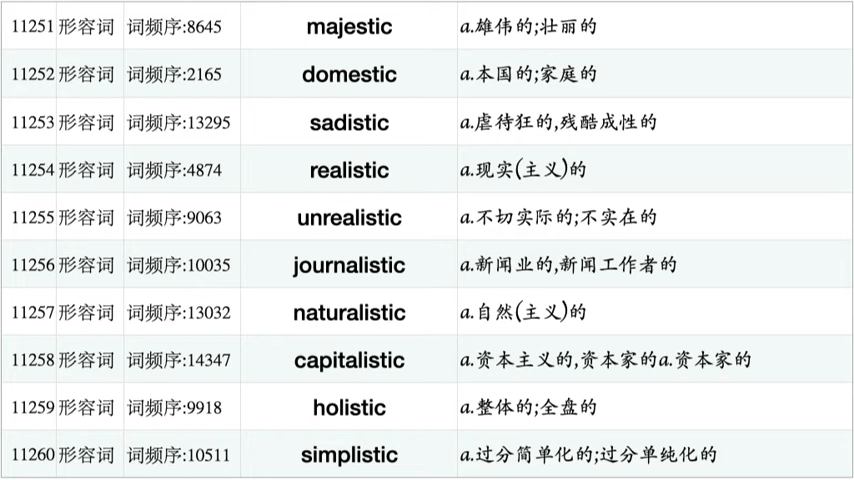 11251 形容词 词频序:8645 majestic a.雄伟的;壮丽的
11252 形容词 词频序:2165 domestic a.本国的;家庭的
11253 形容词 词频序:13295 sadistic a.虐待狂的,残酷成性的
11254 形容词 词频序:4874 realistic a.现实(主义)的
11255 形容词 词频序:9063 unrealistic a.不切实际的;不实在的
11256 形容词 词频序:10035 journalistic a.新闻业的,新闻工作者的
11257 形容词 词频序:13032 naturalistic a.自然(主义)的
11258 形容词 词频序:14347 capitalistic a.资本主义的,资本家的a.资本家的
11259 形容词 词频序:9918 holistic a.整体的;全盘的
11260 形容词 词频序:10511 simplistic a.过分简单化的;过分单纯化的